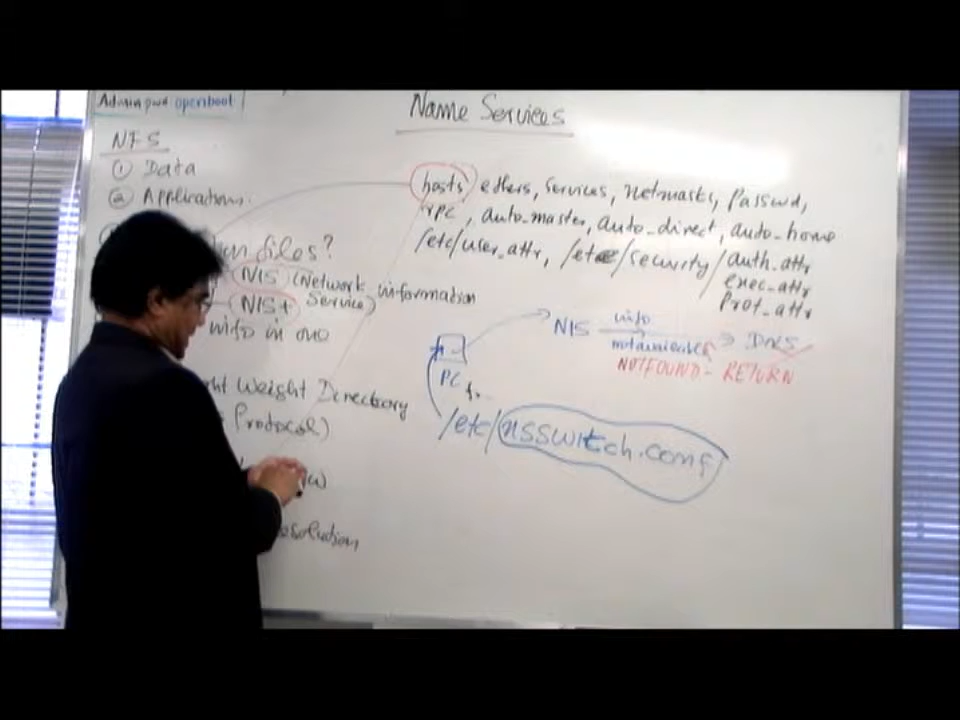 Admin pwd openboot
Name Services
NFS
① Data
② Applications.
hosts ethers, Services, netmasks, Passwd,
rpc, auto_master, auto_direct, auto_home
/etc/user_attr, /etc/security/auth_attr
exec_attr
Prof_attr
files?
NIS (Network information
Service)
NIS+
info in one
Weight Directory
Protocol)
PC
NIS info DNS
NOTFOUND = RETURN
/etc/nsswitch.conf